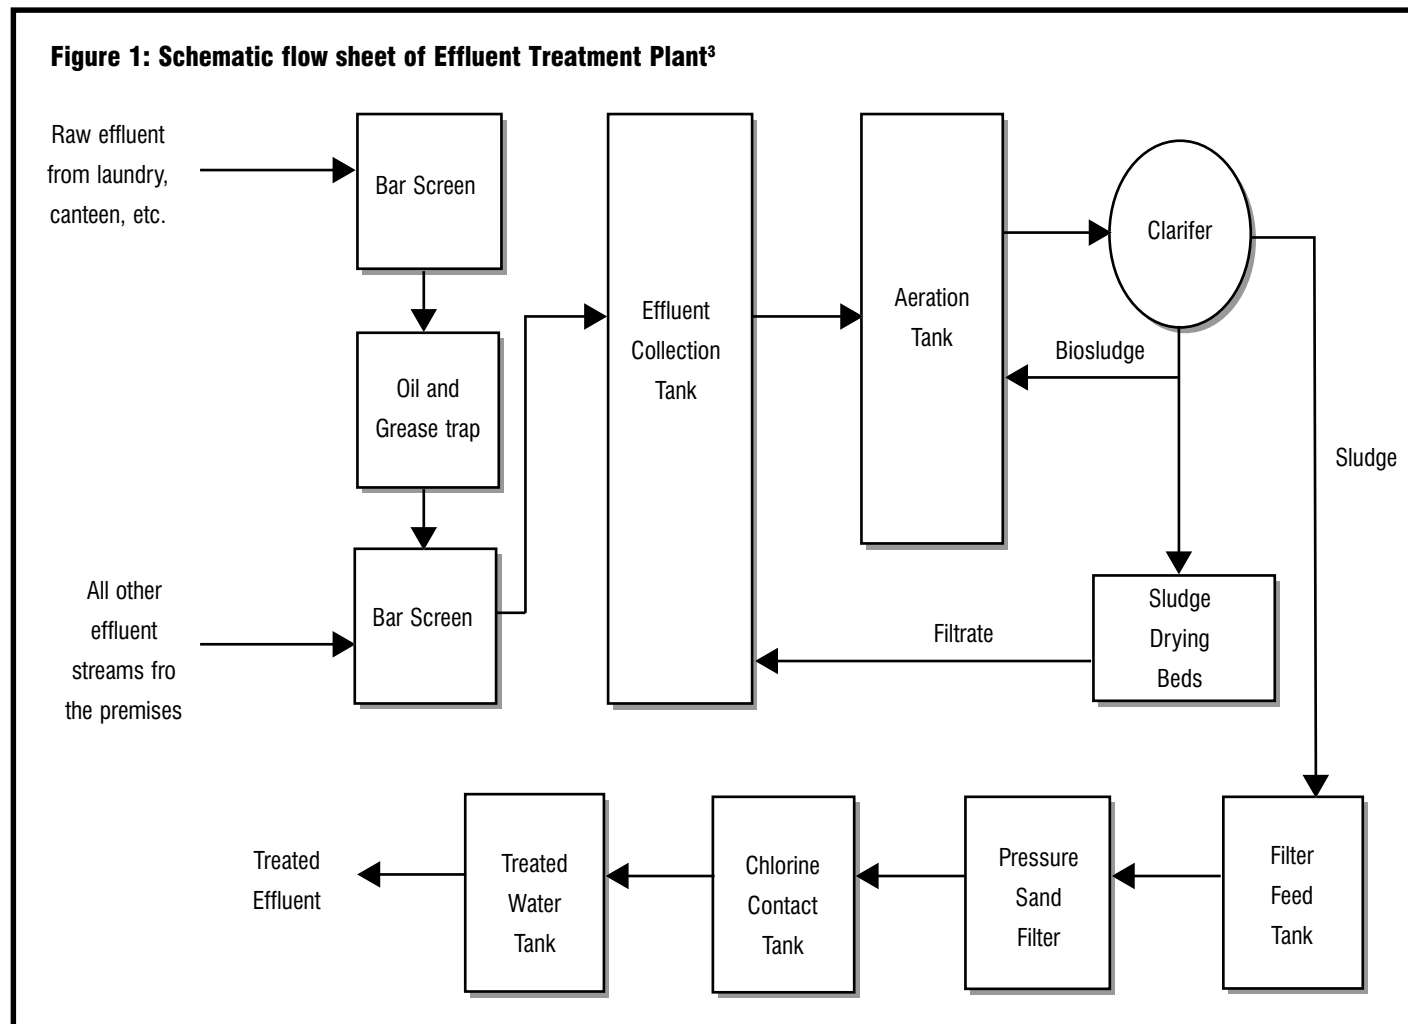 Figure 1: Schematic flow sheet of Effluent Treatment Plant³
Raw effluent
from laundry,
canteen, etc.
Bar Screen
Oil and
Grease trap
All other
effluent
streams fro
the premises
Bar Screen
Effluent
Collection
Tank
Aeration
Tank
Clarifer
Biosludge
Sludge
Sludge
Drying
Beds
Filtrate
Filter
Feed
Tank
Pressure
Sand
Filter
Chlorine
Contact
Tank
Treated
Water
Tank
Treated
Effluent